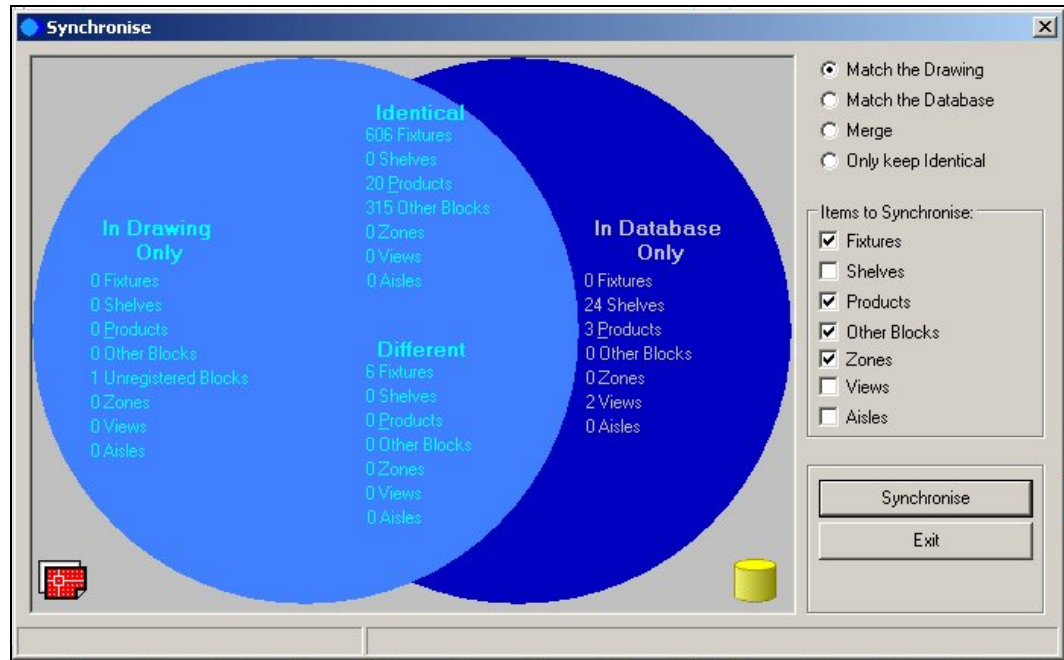 Synchronise
Identical
606 Fixtures
0 Shelves
20 Products
315 Other Blocks
0 Zones
0 Views
0 Aisles
In Drawing
Only
0 Fixtures
0 Shelves
0 Products
0 Other Blocks
1 Unregistered Blocks
0 Zones
0 Views
0 Aisles
Different
6 Fixtures
0 Shelves
0 Products
0 Other Blocks
0 Zones
0 Views
0 Aisles
In Database
Only
0 Fixtures
24 Shelves
3 Products
0 Other Blocks
0 Zones
2 Views
0 Aisles
Match the Drawing
Match the Database
Merge
Only keep Identical
Items to Synchronise:
Fixtures
Shelves
Products
Other Blocks
Zones
Views
Aisles
Synchronise
Exit